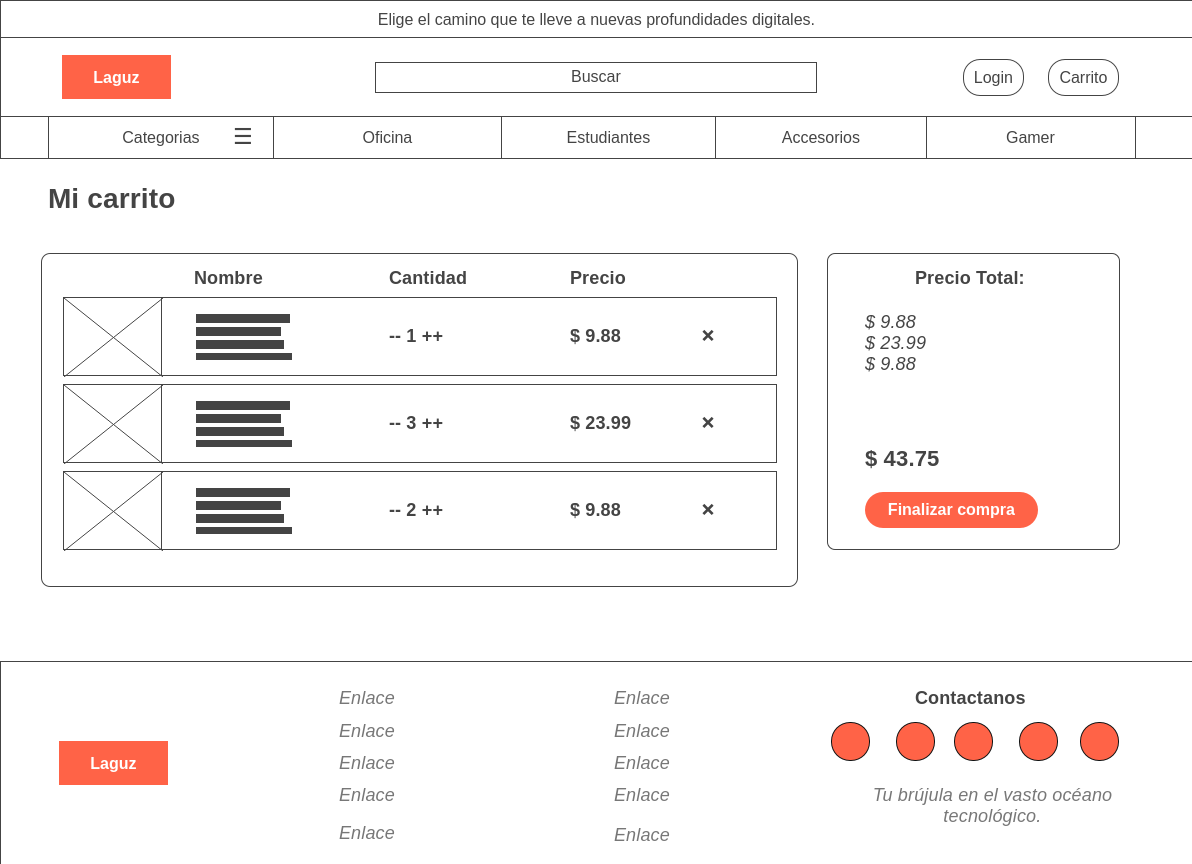 Elige el camino que te lleve a nuevas profundidades digitales.
Laguz
Buscar
Login
Carrito
Categorias ☰
Oficina
Estudiantes
Accesorios
Gamer
Mi carrito
Nombre Cantidad Precio
-- 1 ++ $ 9.88 ×
-- 3 ++ $ 23.99 ×
-- 2 ++ $ 9.88 ×
Precio Total:
$ 9.88
$ 23.99
$ 9.88
$ 43.75
Finalizar compra
Laguz
Enlace
Enlace
Enlace
Enlace
Enlace
Enlace
Enlace
Enlace
Enlace
Enlace
Contactanos
Tu brújula en el vasto océano
tecnológico.